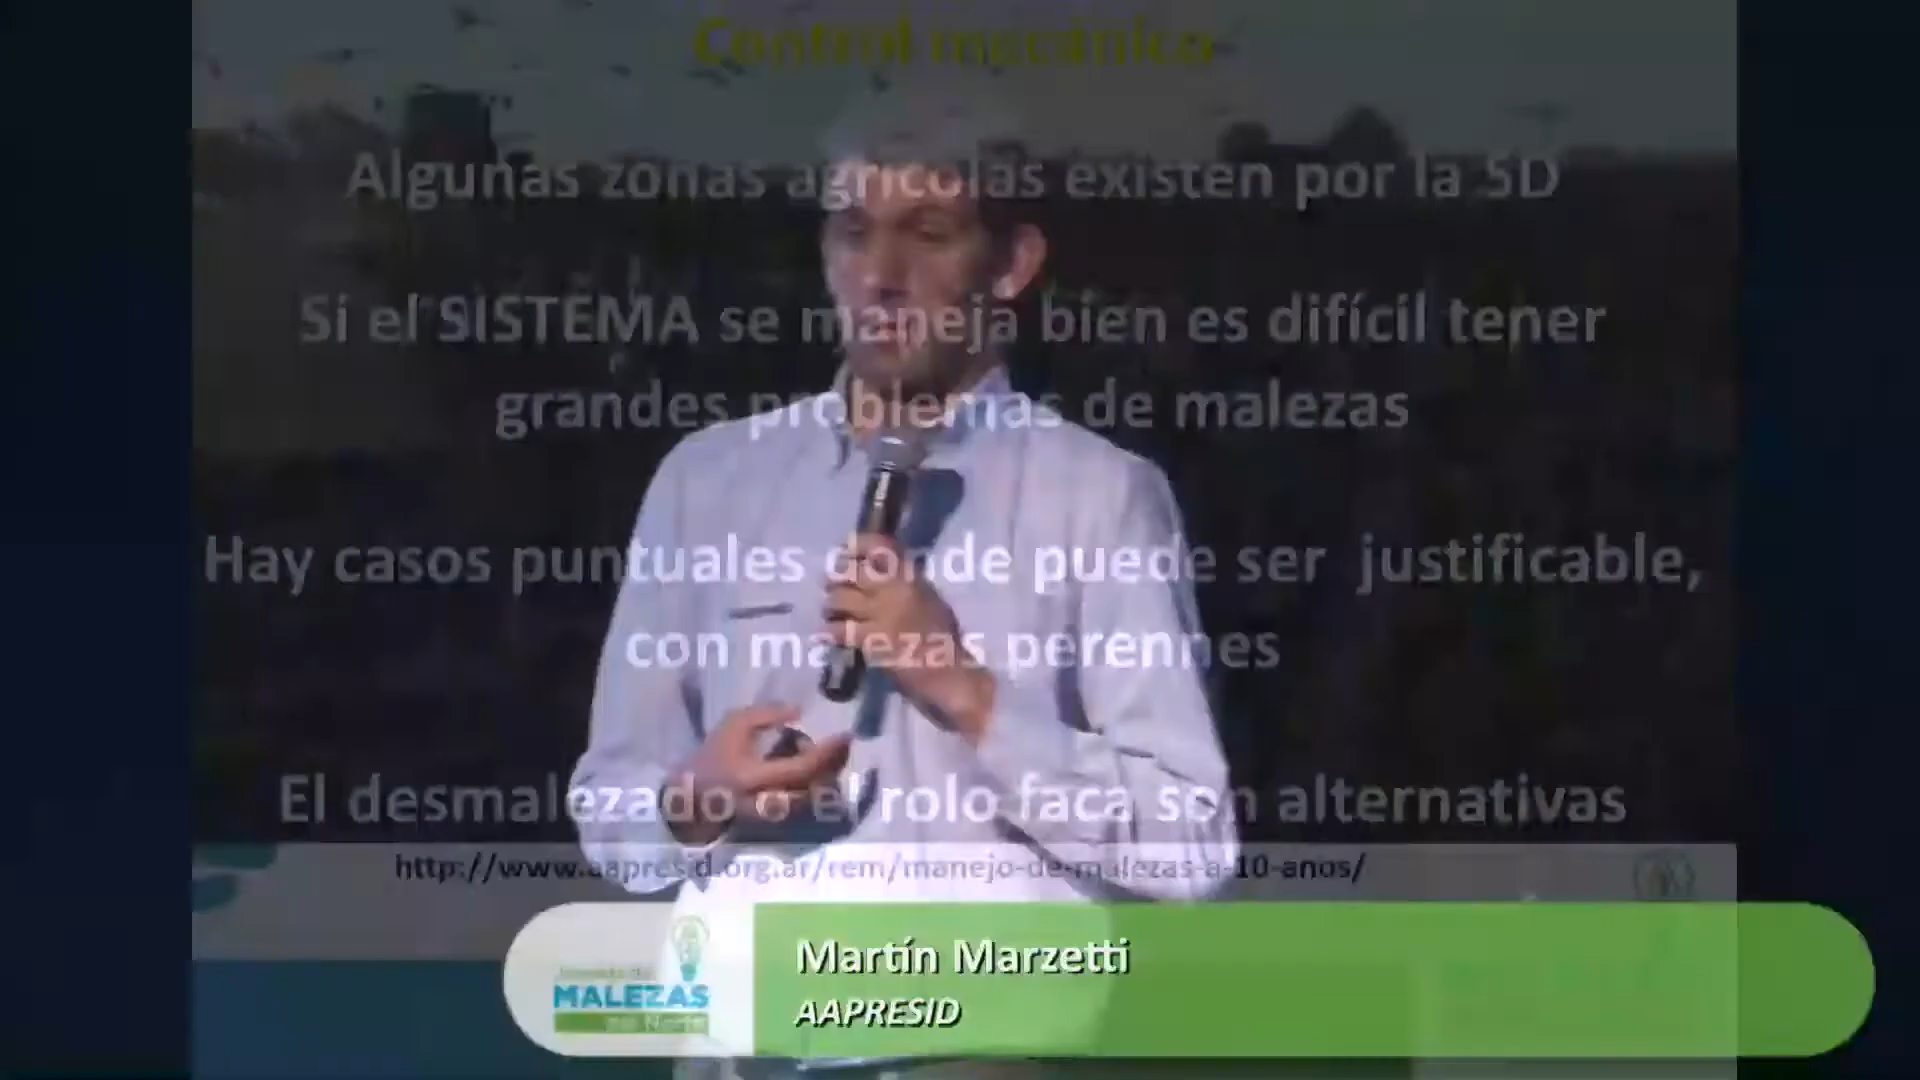 Control mecánico
Algunas zonas agrícolas existen por la SD
Si el SISTEMA se maneja bien es difícil tener
grandes problemas de malezas
Hay casos puntuales donde puede ser justificable,
con malezas perennes
El desmalezado o el rolo faca son alternativas
http://www.aapresid.org.ar/rem/manejo-de-malezas-a-10-anos/
MALEZAS
Norte
Martín Marzetti
AAPRESID